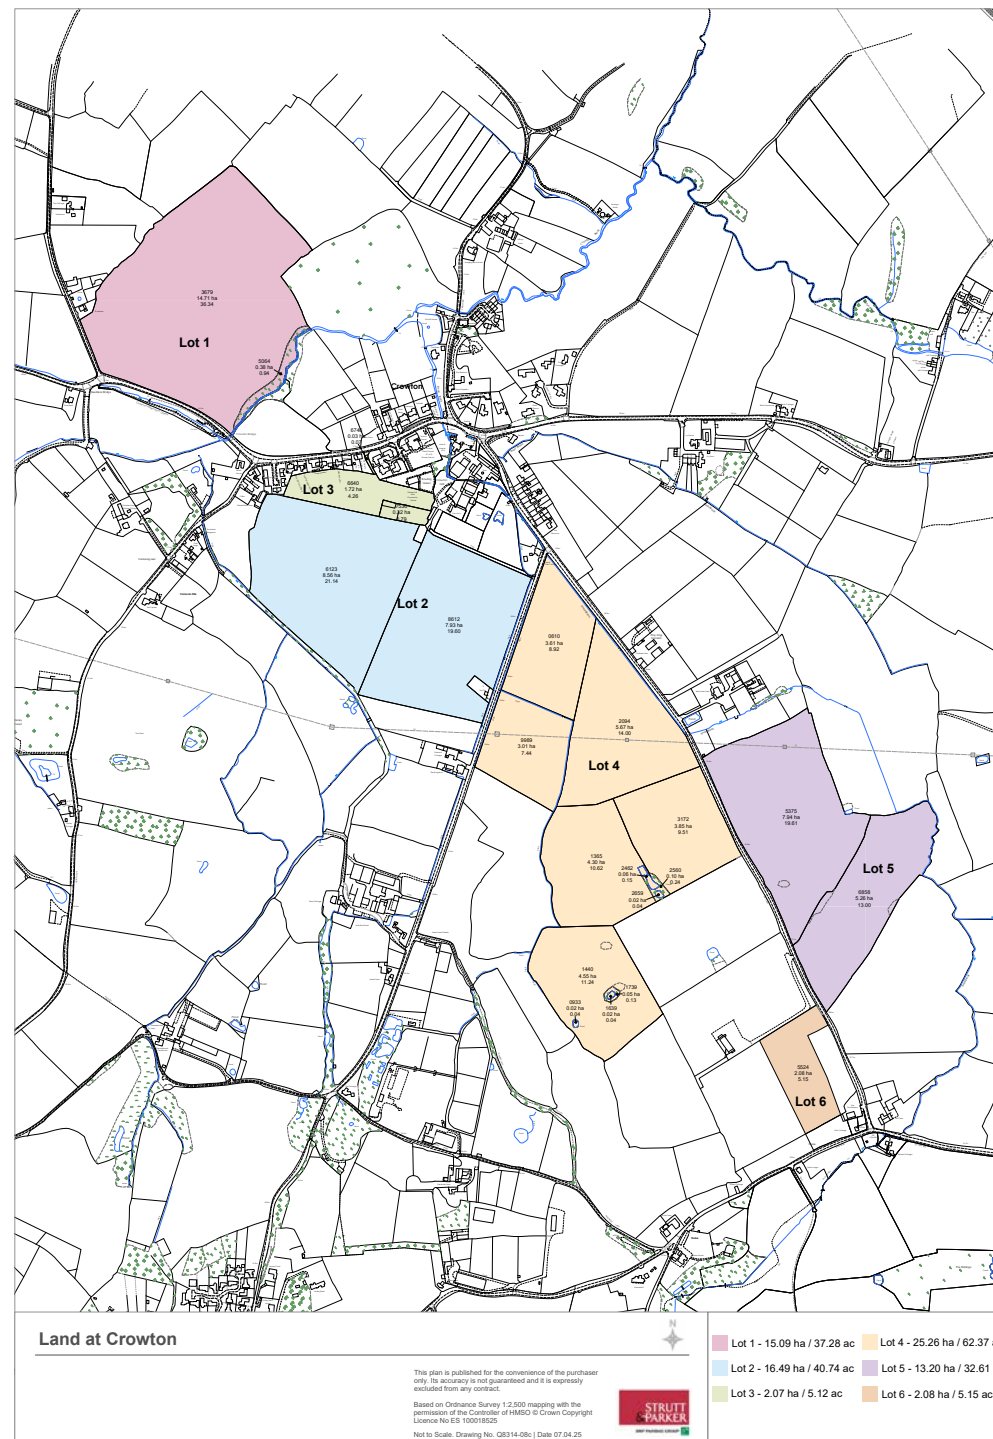 3679
14.71 ha
36.34
Lot 1
5064
0.38 ha
0.94
Crowton
6746
0.03 ha
Lot 3
6640
1.72 ha
4.26
6123
8.56 ha
21.14
Lot 2
8612
7.93 ha
19.60
0610
3.61 ha
8.92
2094
5.67 ha
14.00
9988
3.01 ha
7.44
Lot 4
3172
3.85 ha
9.51
1365
4.30 ha
10.62
2462
0.06 ha
0.15
2560
0.10 ha
0.24
2659
0.02 ha
0.04
5375
7.94 ha
19.61
Lot 5
6858
5.26 ha
13.00
1440
4.55 ha
11.24
1739
0.05 ha
0.13
0933
0.02 ha
0.04
1639
0.02 ha
0.04
5524
2.08 ha
5.15
Lot 6
Land at Crowton
N
This plan is published for the convenience of the purchaser
only. Its accuracy is not guaranteed and it is expressly
excluded from any contract.
Based on Ordnance Survey 1:2,500 mapping with the
permission of the Controller of HMSO © Crown Copyright
Licence No ES 100018525
Not to Scale. Drawing No. Q8314-08c | Date 07.04.25
STRUTT
&PARKER
BNP PARIBAS GROUP
Lot 1 - 15.09 ha / 37.28 ac
Lot 2 - 16.49 ha / 40.74 ac
Lot 3 - 2.07 ha / 5.12 ac
Lot 4 - 25.26 ha / 62.37
Lot 5 - 13.20 ha / 32.61
Lot 6 - 2.08 ha / 5.15 ac